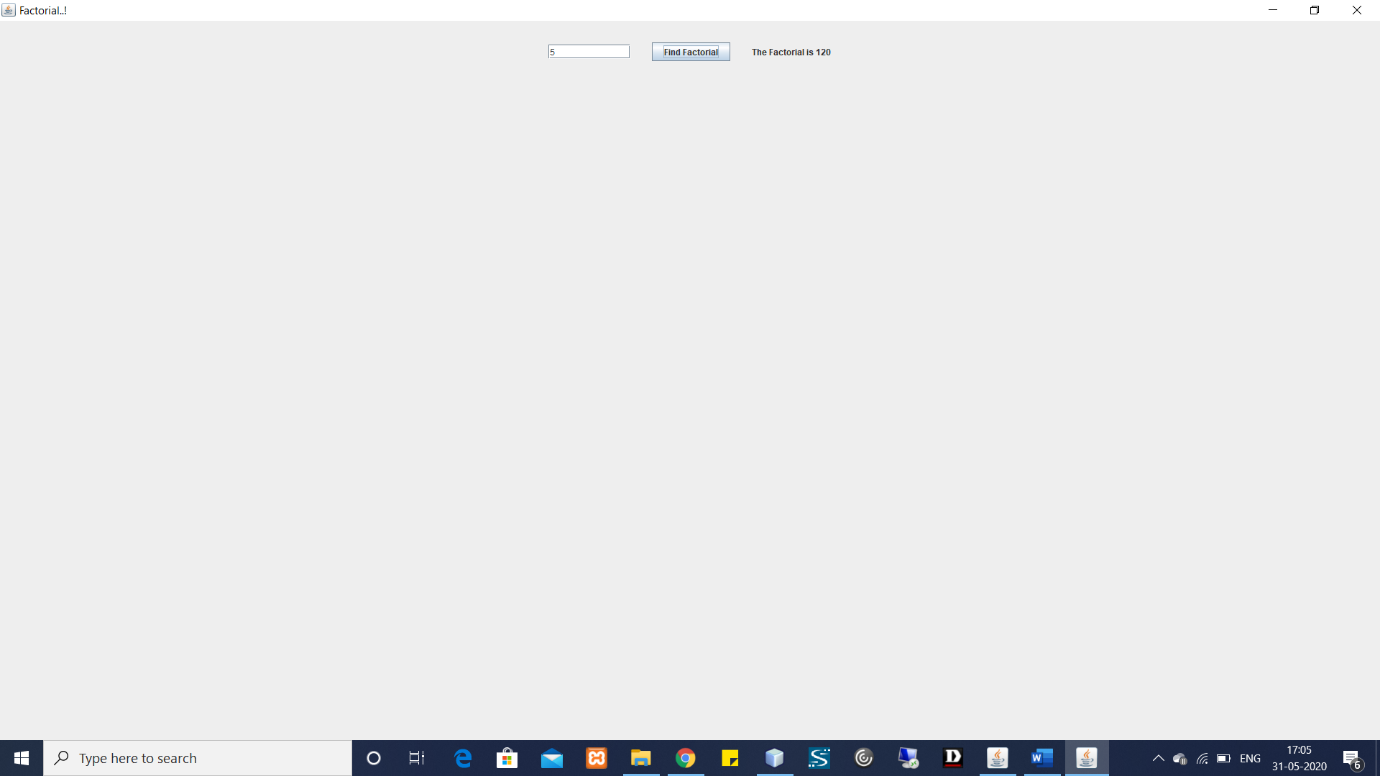 Factorial..!
5
Find Factorial
The Factorial is 120
Type here to search
ENG
17:05
31-05-2020
6